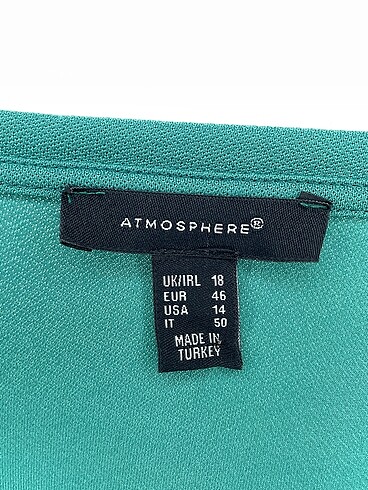 ATMOSPHERE®
UK/IRL 18
EUR 46
USA 14
IT 50
MADE IN
TURKEY